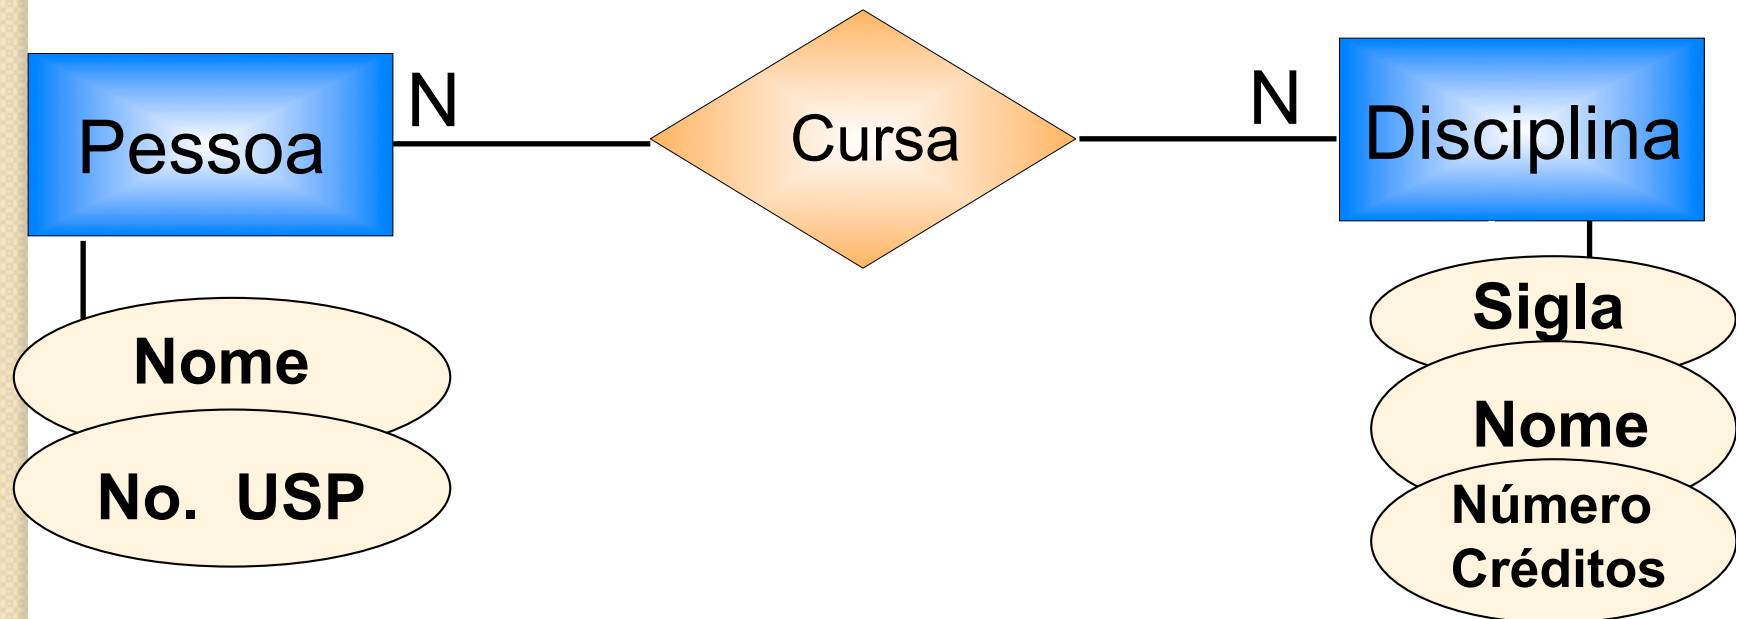 Pessoa
N
Cursa
N
Disciplina
Nome
No. USP
Sigla
Nome
Número
Créditos